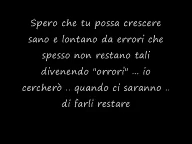 Spero che tu possa crescere
sano e lontano da errori che
spesso non restano tali
divenendo "orrori" ... io
cercherò .. quando ci saranno ..
di farli restare